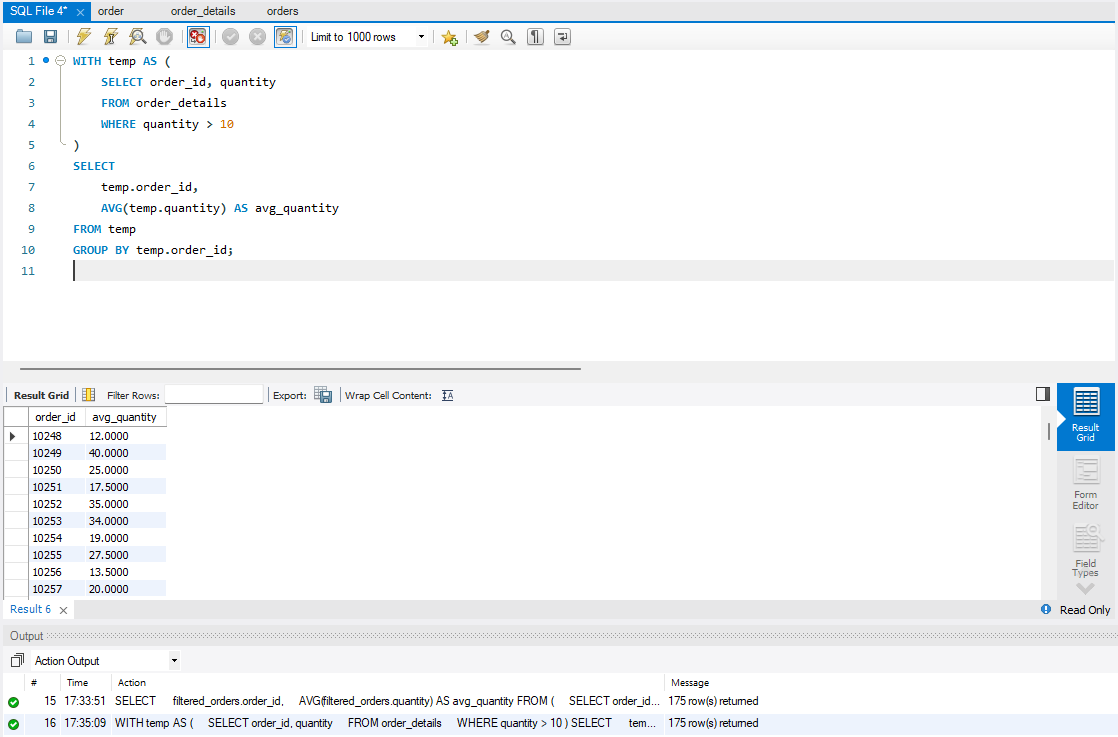 SQL File 4* order order_details orders
Limit to 1000 rows
1 WITH temp AS (
2 SELECT order_id, quantity
3 FROM order_details
4 WHERE quantity > 10
5 )
6 SELECT
7 temp.order_id,
8 AVG(temp.quantity) AS avg_quantity
9 FROM temp
10 GROUP BY temp.order_id;
11
Result Grid Filter Rows: Export: Wrap Cell Content:
order_id avg_quantity
10248 12.0000
10249 40.0000
10250 25.0000
10251 17.5000
10252 35.0000
10253 34.0000
10254 19.0000
10255 27.5000
10256 13.5000
10257 20.0000
Result
Grid
Form
Editor
Field
Types
Result 6 Read Only
Output
Action Output
# Time Action Message
15 17:33:51 SELECT filtered_orders.order_id, AVG(filtered_orders.quantity) AS avg_quantity FROM ( SELECT order_id... 175 row(s) returned
16 17:35:09 WITH temp AS ( SELECT order_id, quantity FROM order_details WHERE quantity > 10 ) SELECT tem... 175 row(s) returned